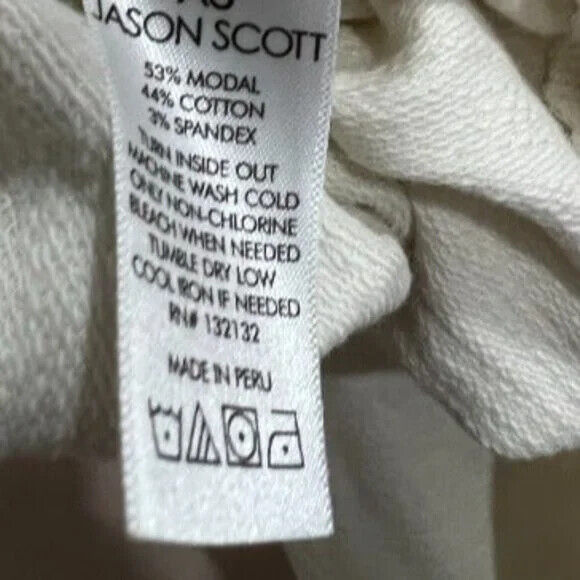 JASON SCOTT
53% MODAL
44% COTTON
3% SPANDEX
TURN INSIDE OUT
MACHINE WASH COLD
ONLY NON-CHLORINE
BLEACH WHEN NEEDED
TUMBLE DRY LOW
COOL IRON IF NEEDED
RN# 132132
MADE IN PERU